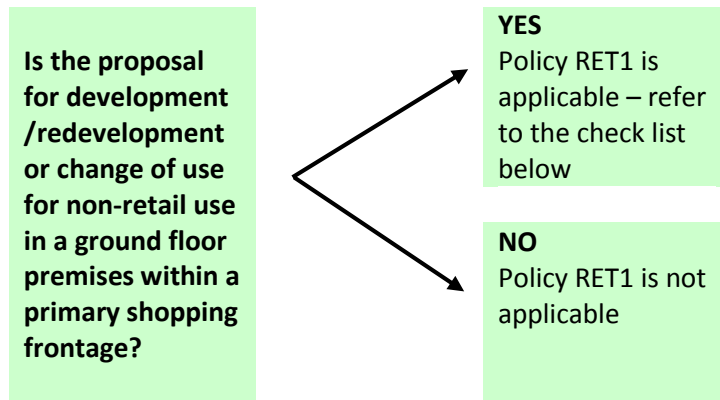 Is the proposal
for development
/redevelopment
or change of use
for non-retail use
in a ground floor
premises within a
primary shopping
frontage?
YES
Policy RET1 is
applicable – refer
to the check list
below
NO
Policy RET1 is not
applicable